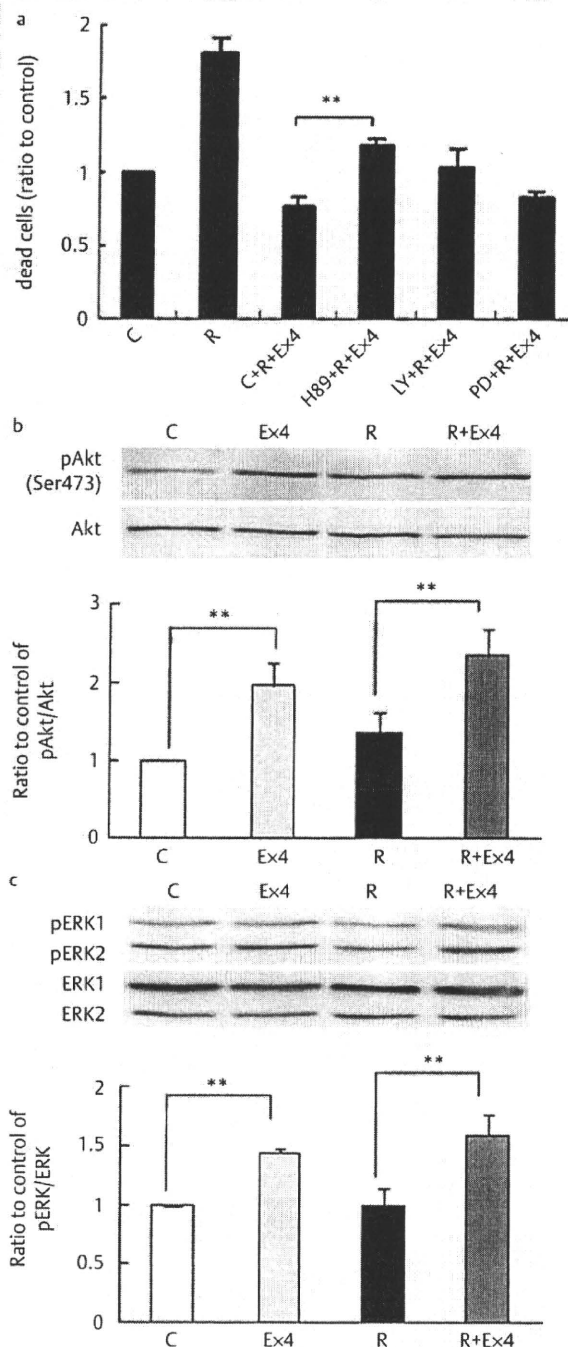 a
dead cells (ratio to control)
2
1.5
1
0.5
0
**
C
R
C+R+Ex4
H89+R+Ex4
LY+R+Ex4
PD+R+Ex4
b
C Ex4 R R+Ex4
pAkt
(Ser473)
Akt
Ratio to control of
pAkt/Akt
3
2
1
0
** **
C Ex4 R R+Ex4
c
C Ex4 R R+Ex4
pERK1
pERK2
ERK1
ERK2
Ratio to control of
pERK/ERK
2
1.5
1
0.5
0
** **
C Ex4 R R+Ex4